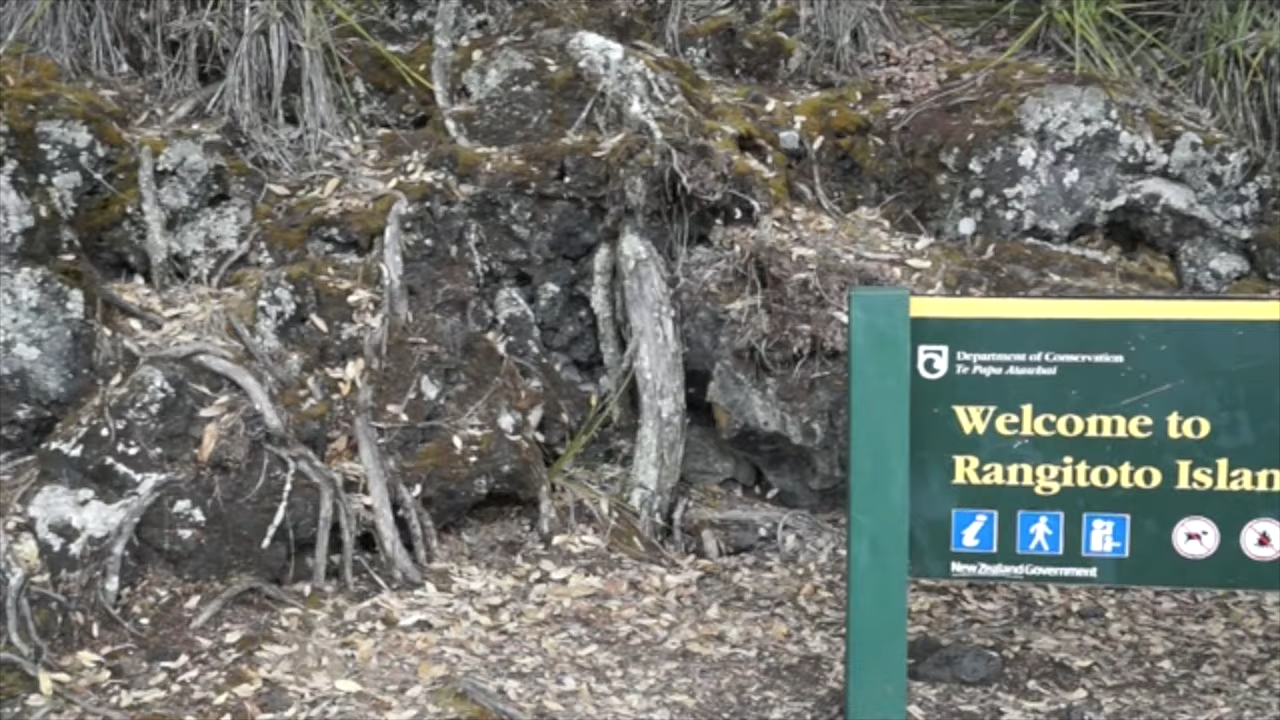 Department of Conservation
Te Papa Atawhai
Welcome to
Rangitoto Islan
New Zealand Government